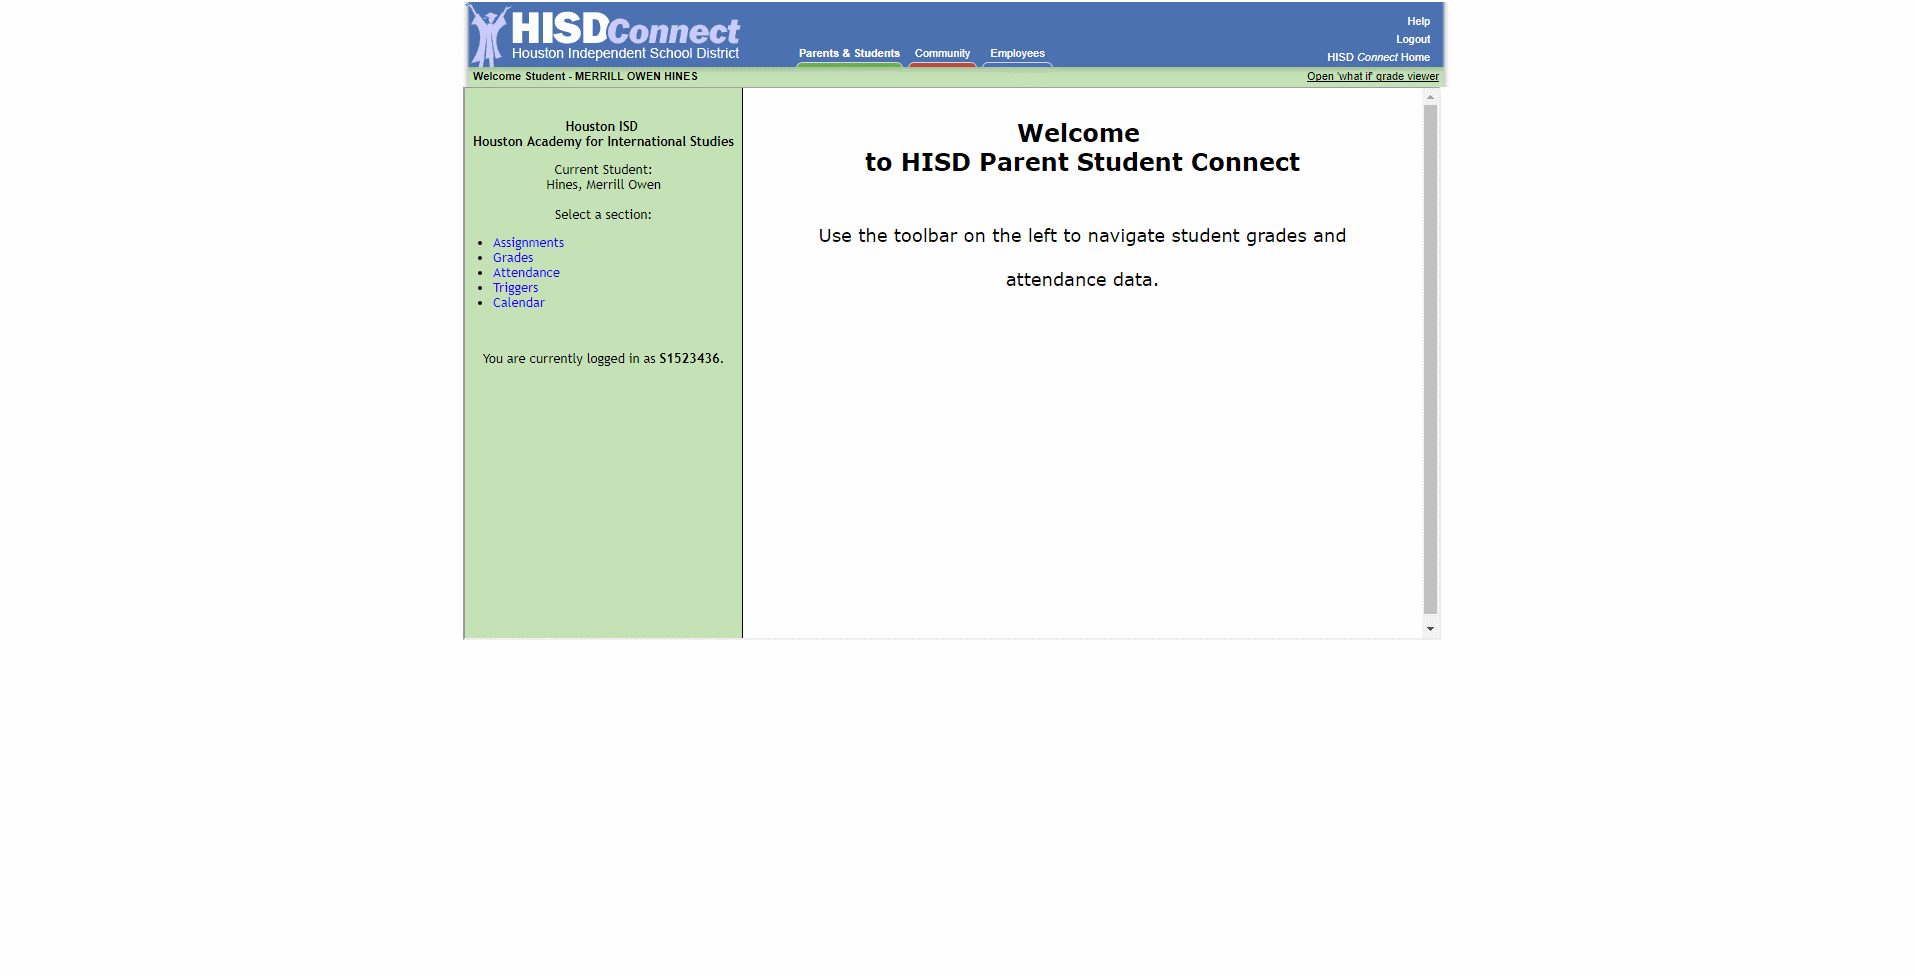 HISDConnect
Houston Independent School District
Parents & Students
Community
Employees
Help
Logout
HISD Connect Home
Welcome Student - MERRILL OWEN HINES
Open 'what if' grade viewer
Houston ISD
Houston Academy for International Studies
Current Student:
Hines, Merrill Owen
Select a section:
Assignments
Grades
Attendance
Triggers
Calendar
You are currently logged in as S1523436.
Welcome
to HISD Parent Student Connect
Use the toolbar on the left to navigate student grades and
attendance data.